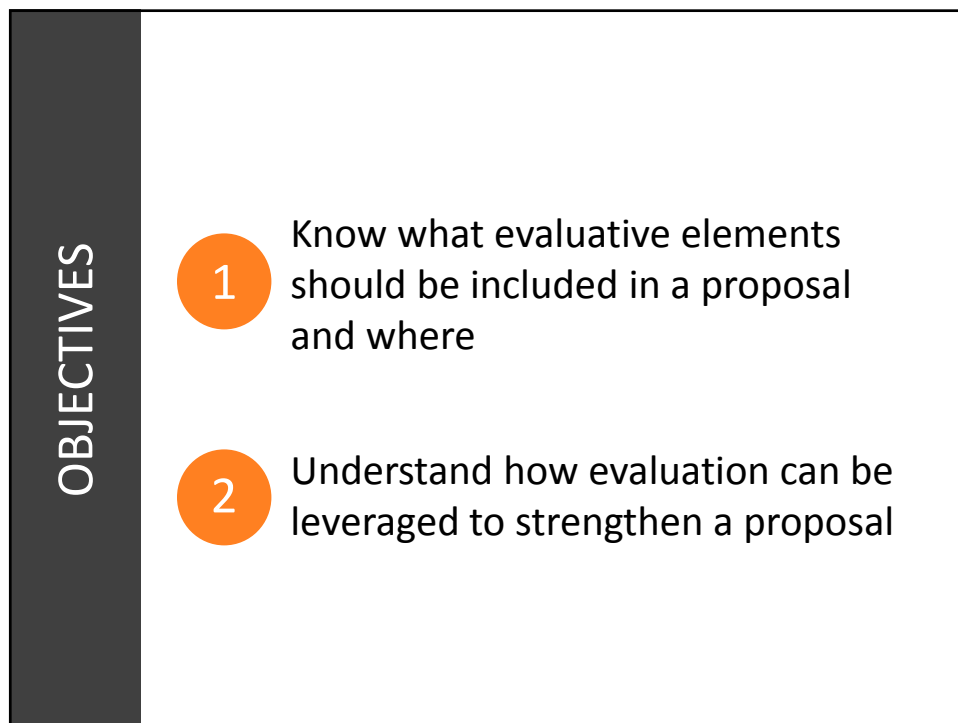 OBJECTIVES
1
Know what evaluative elements
should be included in a proposal
and where
2
Understand how evaluation can be
leveraged to strengthen a proposal